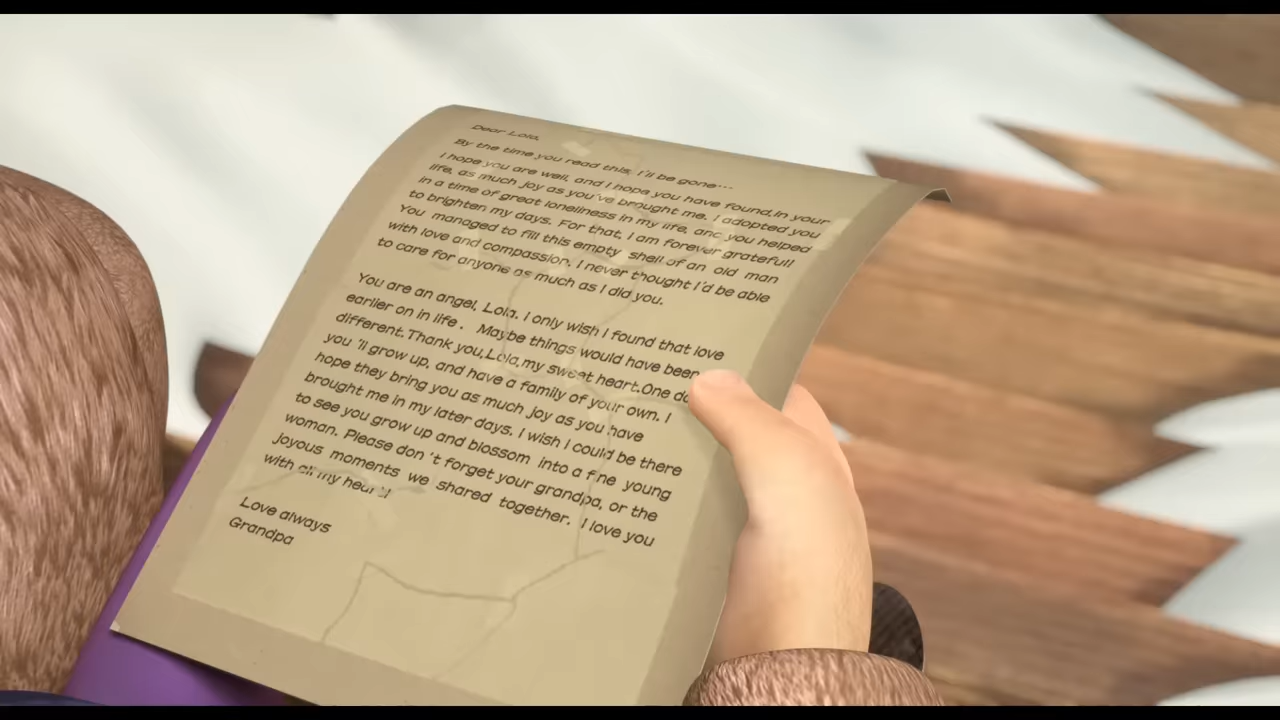 Dear Lola,
By the time you read this, I'll be gone...
I hope you are well, and I hope you have found, in your
life, as much joy as you've brought me. I adopted you
in a time of great loneliness in my life, and you helped
to brighten my days. For that, I am forever grateful!
You managed to fill this empty shell of an old man
with love and compassion. I never thought I'd be able
to care for anyone as much as I did you.
You are an angel, Lola. I only wish I found that love
earlier on in life . Maybe things would have been
different.Thank you,Lola,my sweet heart.One
you 'll grow up, and have a family of your own. I
hope they bring you as much joy as you have
brought me in my later days. I wish I could be there
to see you grow up and blossom into a fine young
woman. Please don 't forget your grandpa, or the
joyous moments we shared together. I love you
with all my heart!
Love always
Grandpa